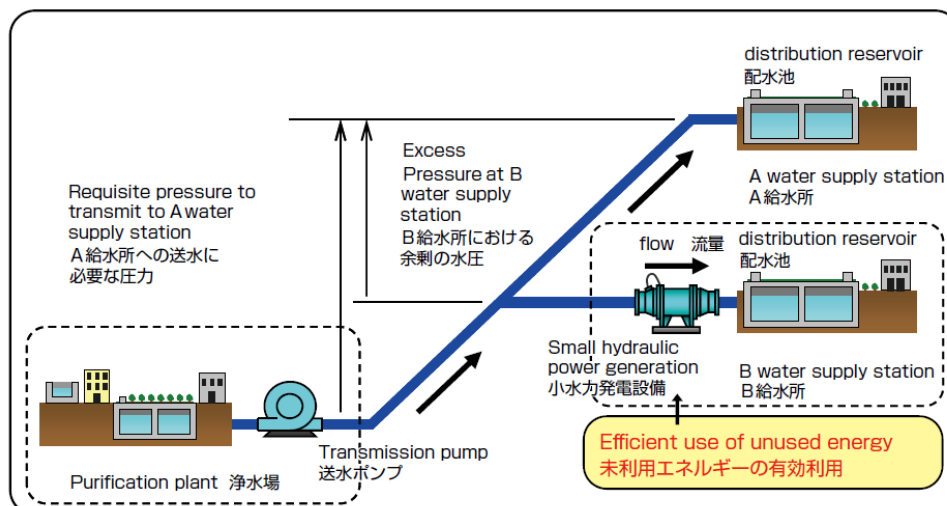 distribution reservoir
配水池
A water supply station
A給水所
Excess
Pressure at B
water supply
station
B給水所における
余剰の水圧
Requisite pressure to
transmit to A water
supply station
A給水所への送水に
必要な圧力
flow 流量
distribution reservoir
配水池
Small hydraulic
power generation
小水力発電設備
B water supply station
B給水所
Transmission pump
送水ポンプ
Purification plant 浄水場
Efficient use of unused energy
未利用エネルギーの有効利用